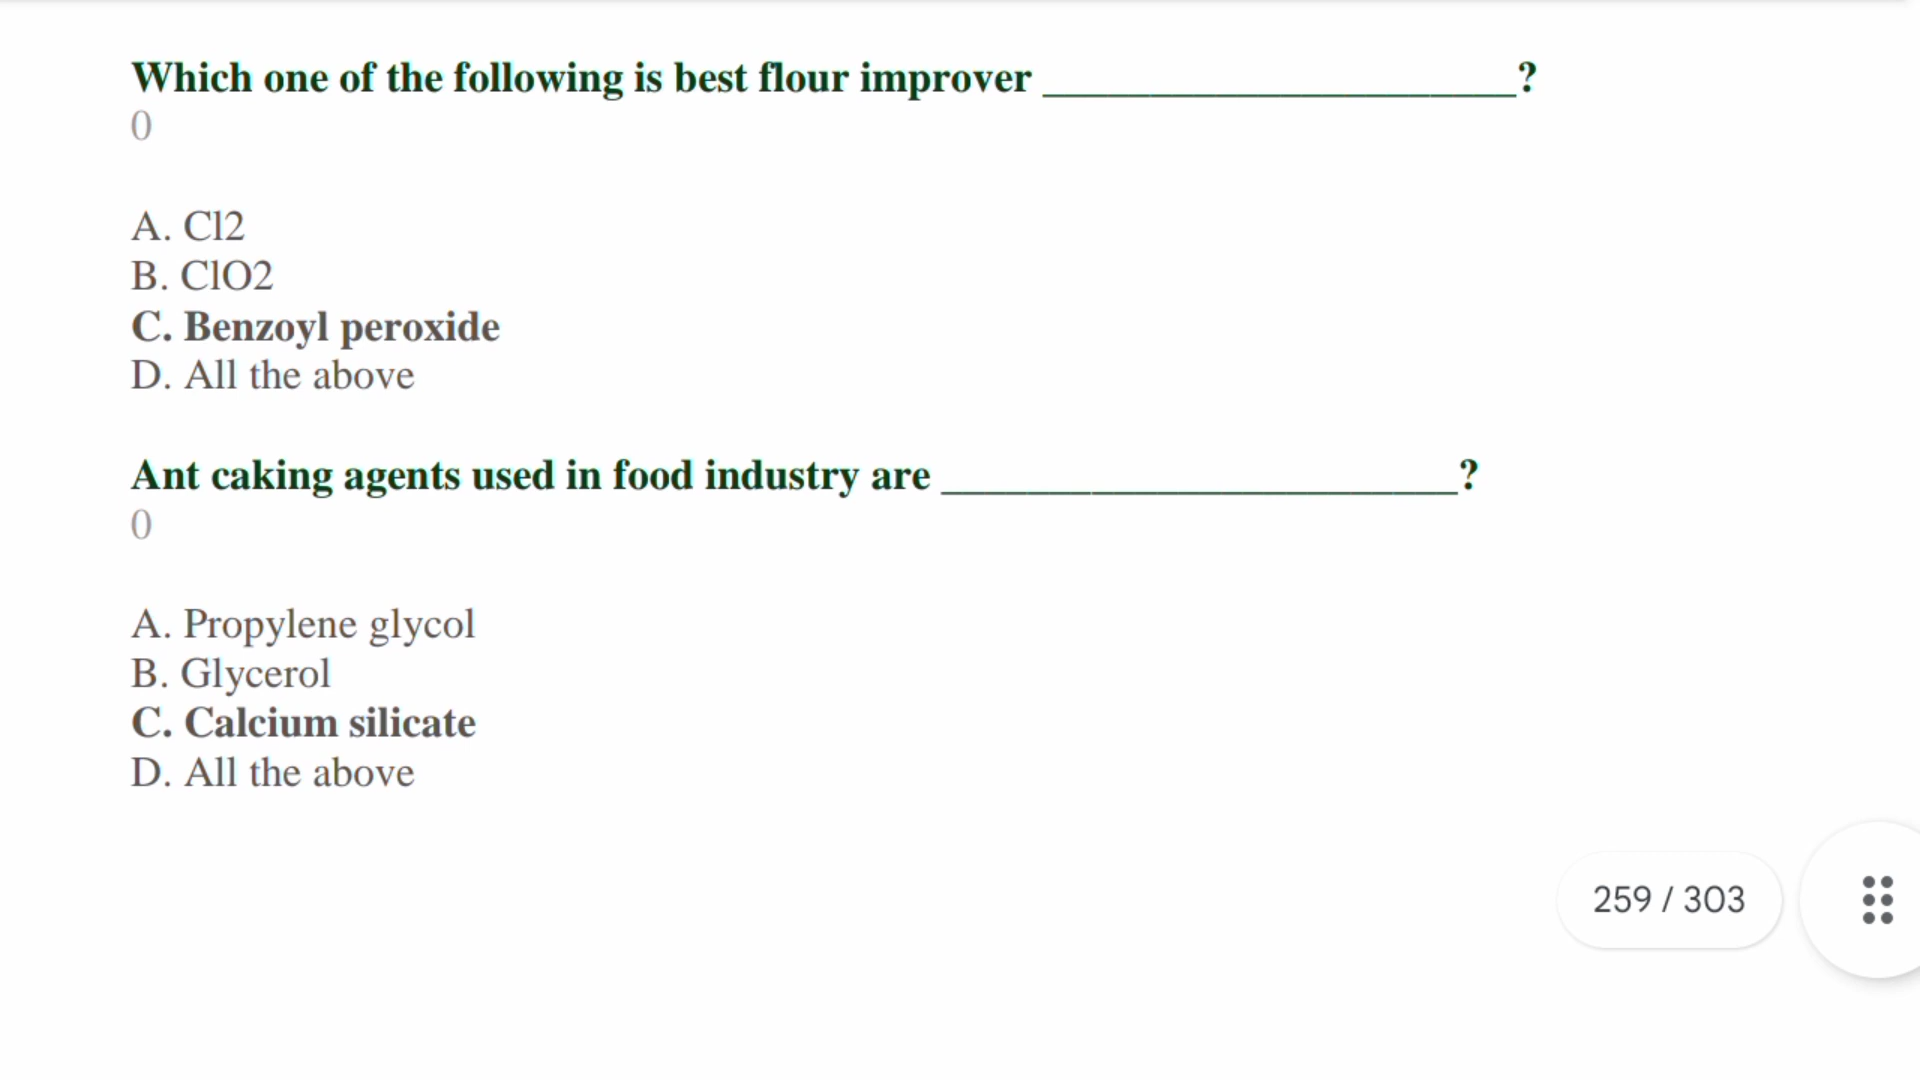 Which one of the following is best flour improver ______________________?
0
A. Cl2
B. ClO2
C. Benzoyl peroxide
D. All the above
Ant caking agents used in food industry are ________________________?
0
A. Propylene glycol
B. Glycerol
C. Calcium silicate
D. All the above
259 / 303